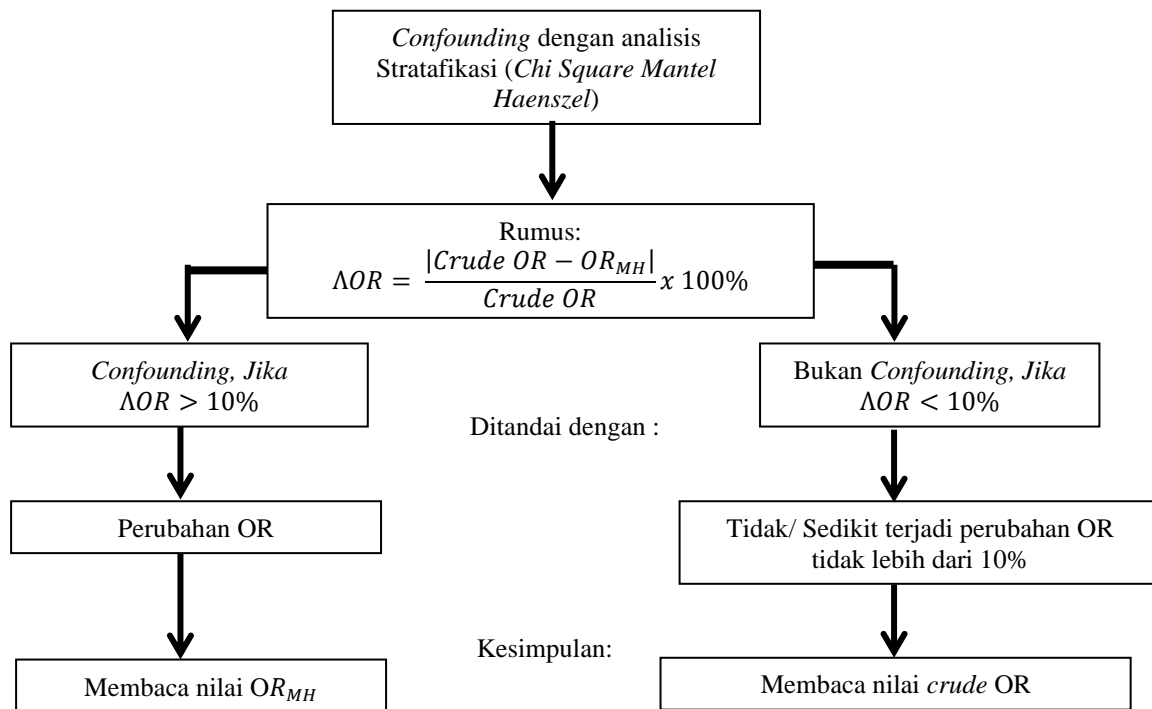 Confounding dengan analisis
Stratafikasi (Chi Square Mantel
Haenszel)
Rumus:
ΛOR = |Crude OR − OR_MH| / Crude OR x 100%
Confounding, Jika
ΛOR > 10%
Bukan Confounding, Jika
ΛOR < 10%
Ditandai dengan :
Perubahan OR
Tidak/ Sedikit terjadi perubahan OR
tidak lebih dari 10%
Kesimpulan:
Membaca nilai OR_MH
Membaca nilai crude OR